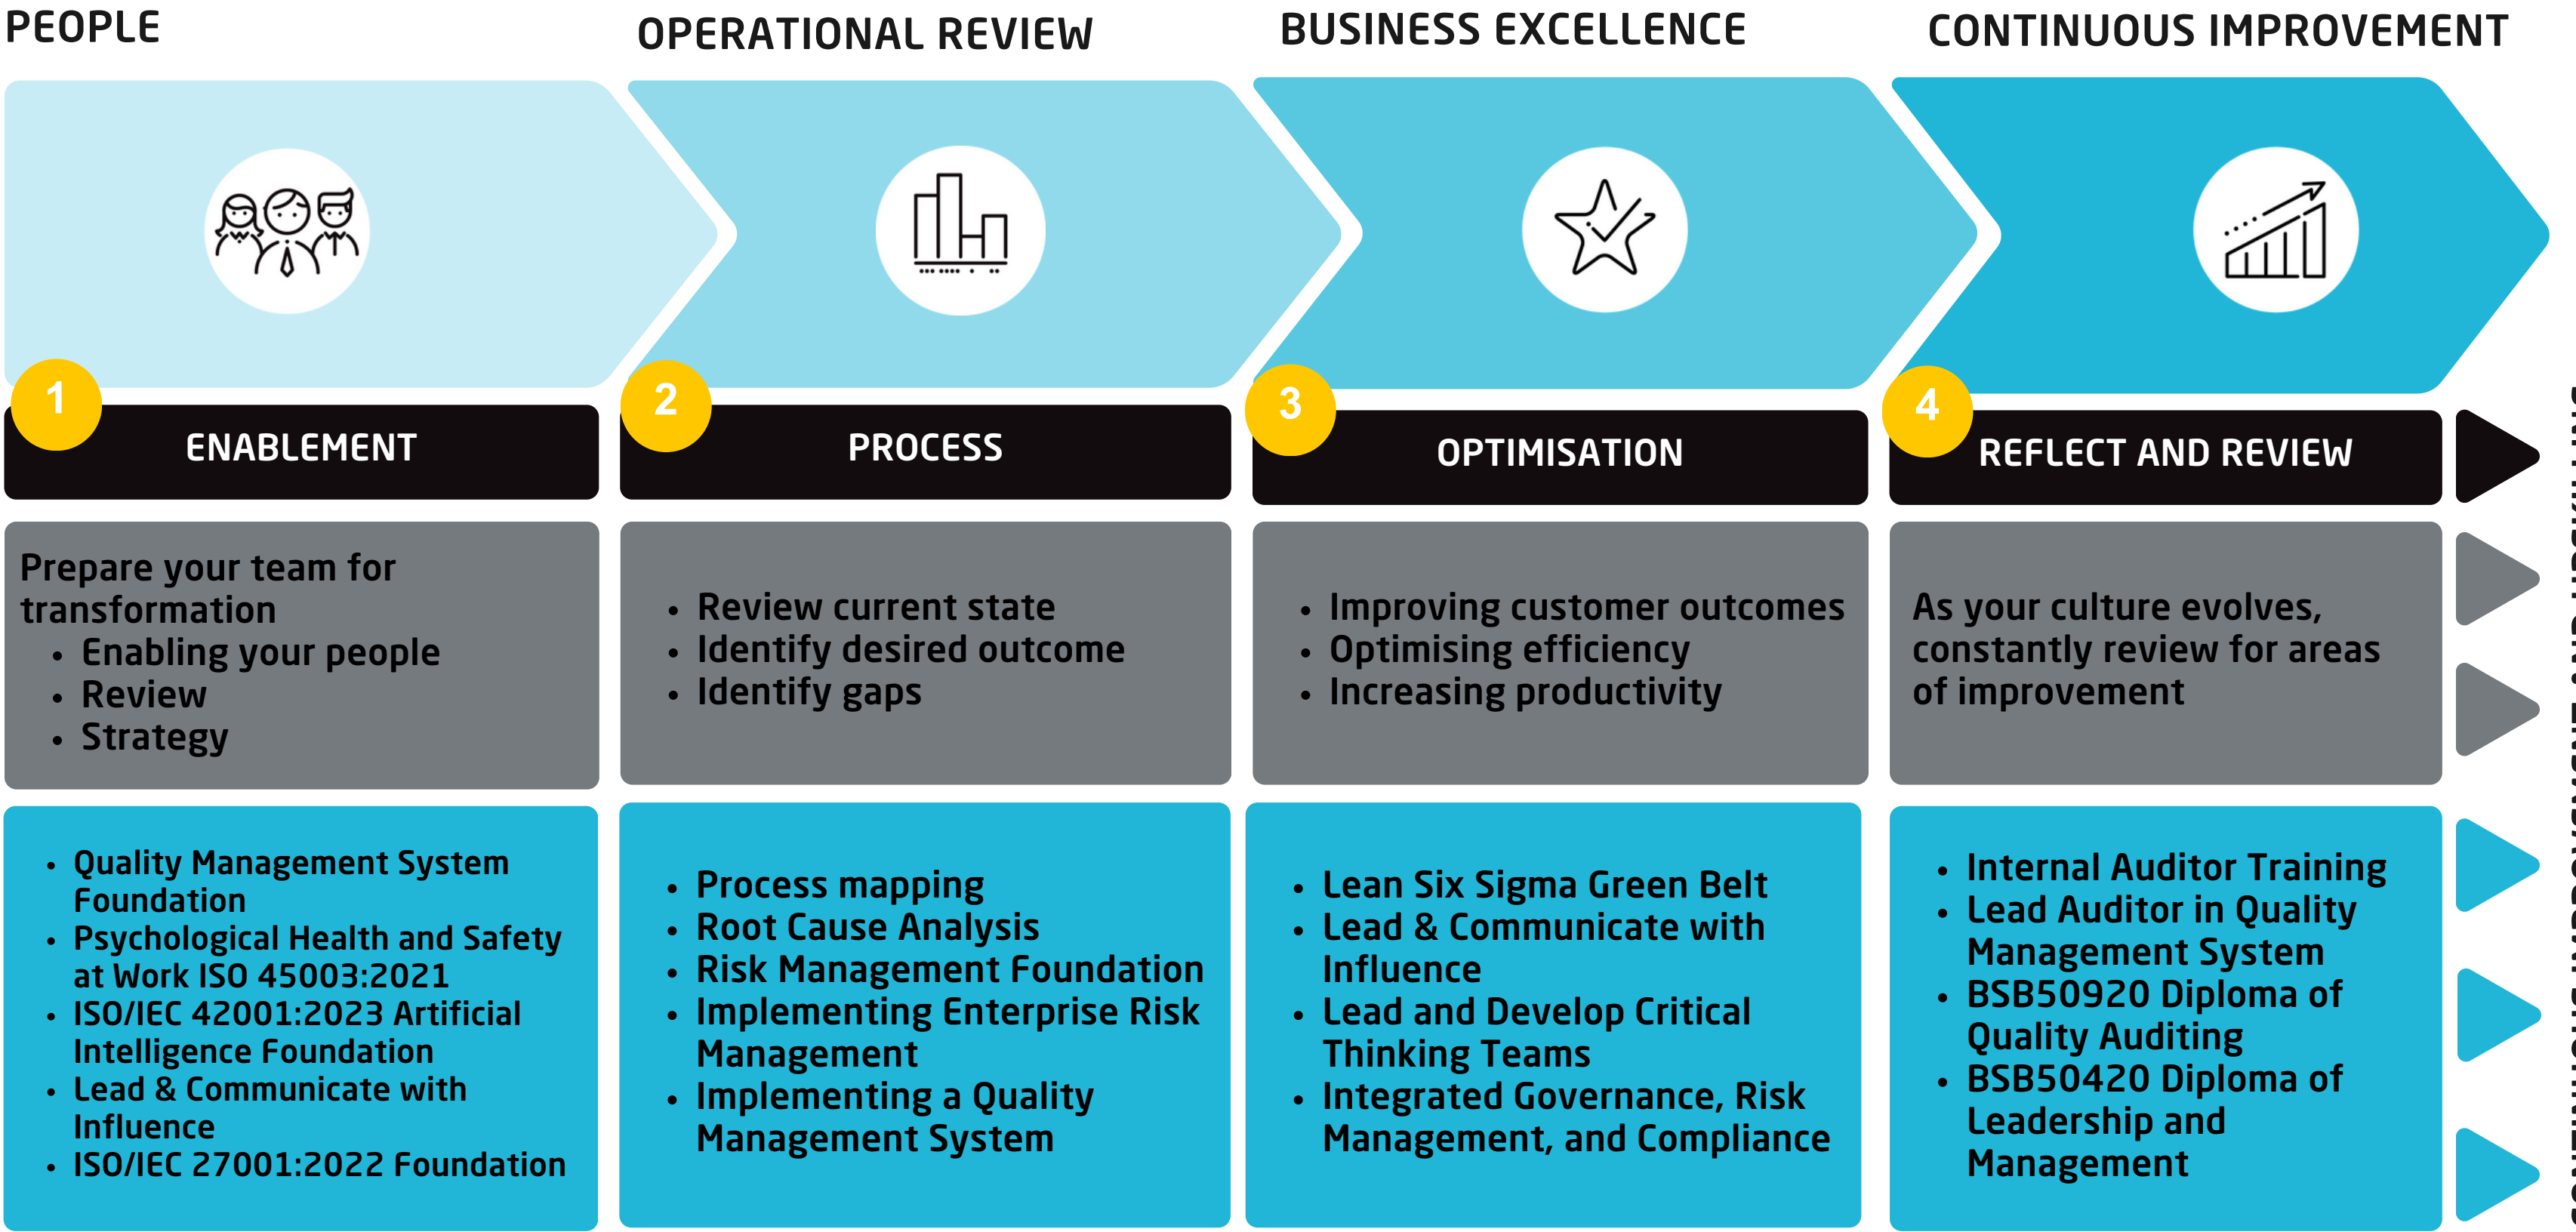 PEOPLE
OPERATIONAL REVIEW
BUSINESS EXCELLENCE
CONTINUOUS IMPROVEMENT
1
ENABLEMENT
2
PROCESS
3
OPTIMISATION
4
REFLECT AND REVIEW
Prepare your team for
transformation
• Enabling your people
• Review
• Strategy
• Review current state
• Identify desired outcome
• Identify gaps
• Improving customer outcomes
• Optimising efficiency
• Increasing productivity
As your culture evolves,
constantly review for areas
of improvement
• Quality Management System
Foundation
• Psychological Health and Safety
at Work ISO 45003:2021
• ISO/IEC 42001:2023 Artificial
Intelligence Foundation
• Lead & Communicate with
Influence
• ISO/IEC 27001:2022 Foundation
• Process mapping
• Root Cause Analysis
• Risk Management Foundation
• Implementing Enterprise Risk
Management
• Implementing a Quality
Management System
• Lean Six Sigma Green Belt
• Lead & Communicate with
Influence
• Lead and Develop Critical
Thinking Teams
• Integrated Governance, Risk
Management, and Compliance
• Internal Auditor Training
• Lead Auditor in Quality
Management System
• BSB50920 Diploma of
Quality Auditing
• BSB50420 Diploma of
Leadership and
Management